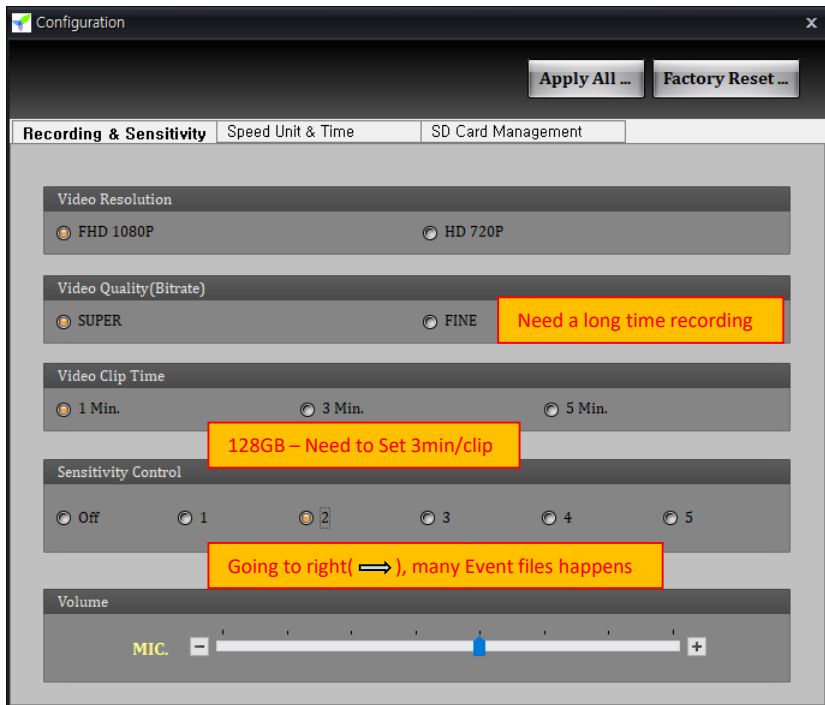 Configuration
x
Apply All ... Factory Reset ...
Recording & Sensitivity Speed Unit & Time SD Card Management
Video Resolution
FHD 1080P HD 720P
Video Quality(Bitrate)
SUPER FINE Need a long time recording
Video Clip Time
1 Min. 3 Min. 5 Min.
128GB – Need to Set 3min/clip
Sensitivity Control
Off 1 2 3 4 5
Going to right( ⇒ ), many Event files happens
Volume
MIC. - +